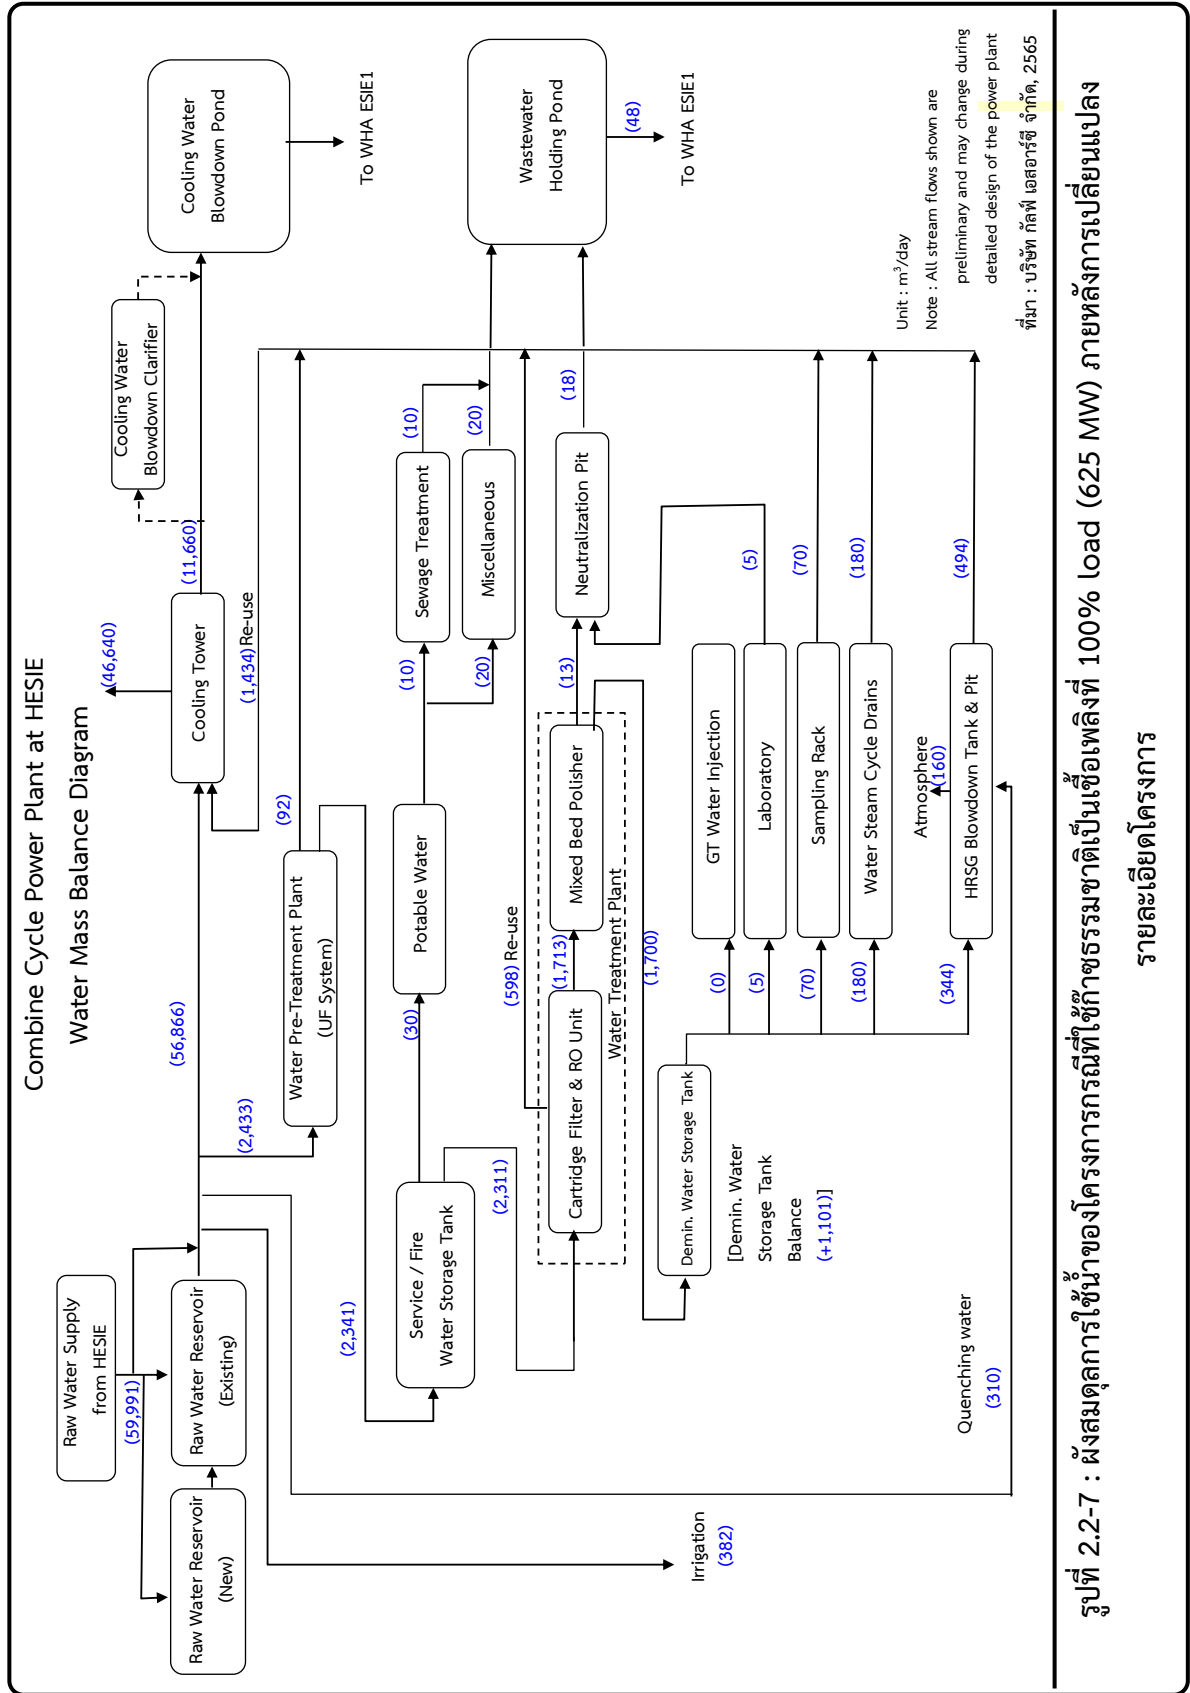 Combine Cycle Power Plant at HESIE
Water Mass Balance Diagram
Raw Water Supply
from HESIE
(59,991)
Raw Water Reservoir
(New)
Raw Water Reservoir
(Existing)
(56,866)
(2,433)
Cooling Tower
(46,640)
(11,660)
(1,434) Re-use
Cooling Water
Blowdown Clarifier
Cooling Water
Blowdown Pond
To WHA ESIE1
Water Pre-Treatment Plant
(UF System)
(92)
(2,341)
Service / Fire
Water Storage Tank
(30)
Potable Water
(10)
(20)
Sewage Treatment
(10)
Miscellaneous
(20)
Wastewater
Holding Pond
(48)
To WHA ESIE1
(2,311)
Cartridge Filter & RO Unit
(598) Re-use
(1,713)
Mixed Bed Polisher
Water Treatment Plant
(13)
Neutralization Pit
(18)
(1,700)
Demin. Water Storage Tank
[Demin. Water
Storage Tank
Balance
(+1,101)]
(0)
GT Water Injection
(5)
Laboratory
(5)
(70)
Sampling Rack
(70)
(180)
Water Steam Cycle Drains
(180)
Atmosphere
(160)
(344)
HRSG Blowdown Tank & Pit
(494)
Quenching water
(310)
Irrigation
(382)
Unit : m³/day
Note : All stream flows shown are
preliminary and may change during
detailed design of the power plant
ที่มา : บริษัท กัลฟ์ เอสอาร์ซี จำกัด, 2565
รูปที่ 2.2-7 : ผังสมดุลการใช้น้ำของโครงการกรณีที่ใช้ก๊าซธรรมชาติเป็นเชื้อเพลิงที่ 100% load (625 MW) ภายหลังการเปลี่ยนแปลง
รายละเอียดโครงการ